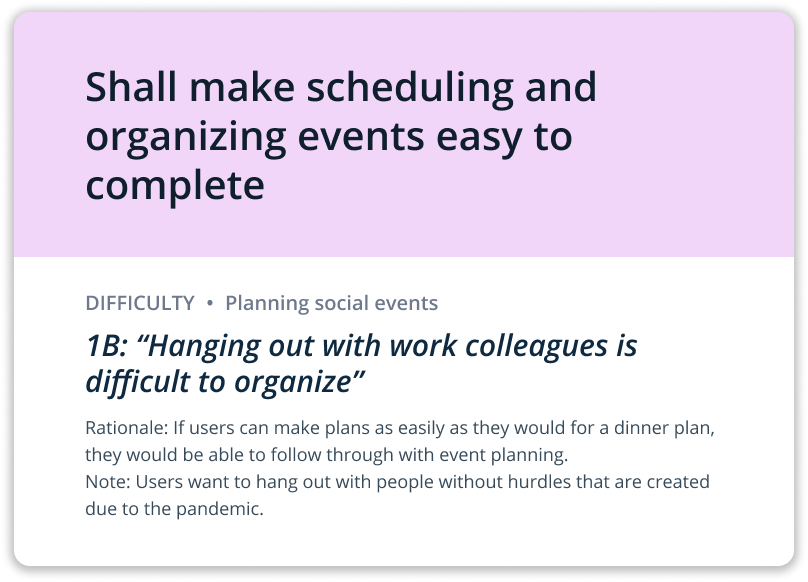 Shall make scheduling and
organizing events easy to
complete
DIFFICULTY • Planning social events
1B: “Hanging out with work colleagues is
difficult to organize”
Rationale: If users can make plans as easily as they would for a dinner plan,
they would be able to follow through with event planning.
Note: Users want to hang out with people without hurdles that are created
due to the pandemic.